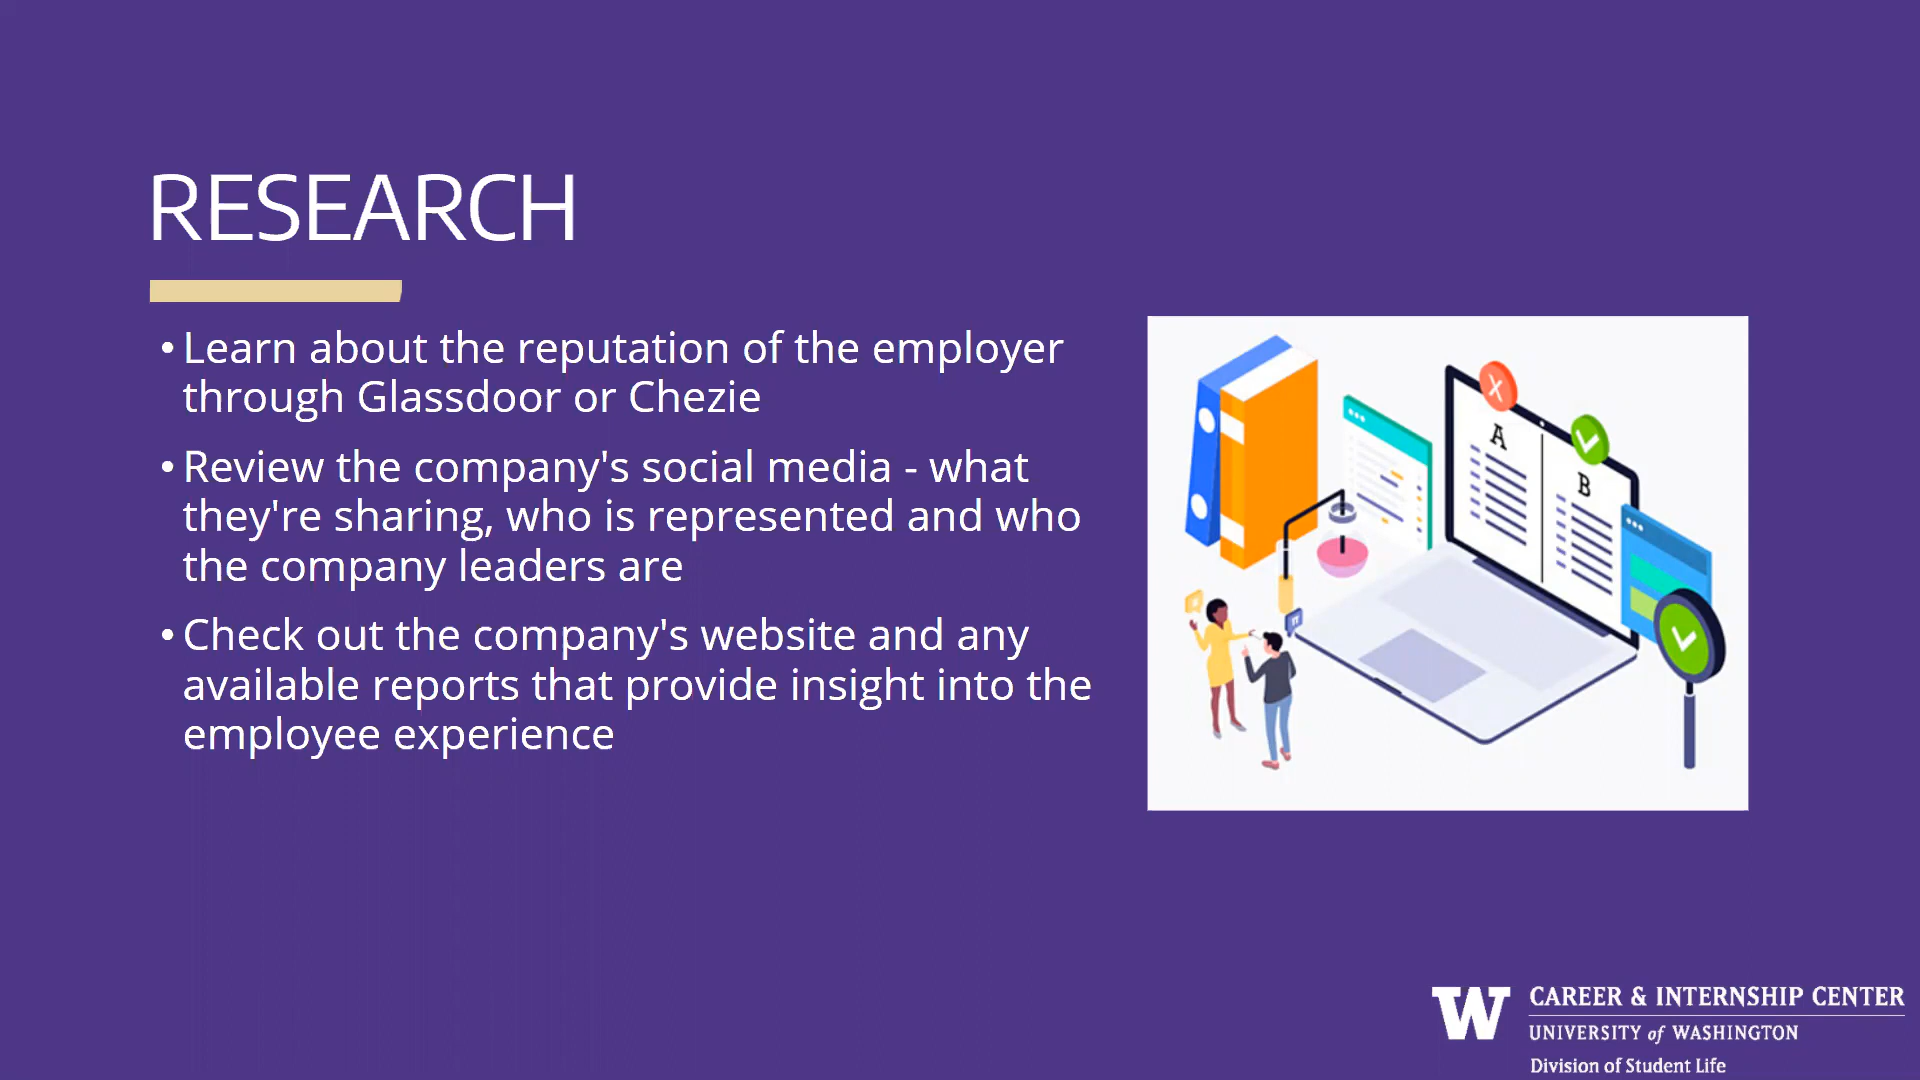 RESEARCH
• Learn about the reputation of the employer
through Glassdoor or Chezie
• Review the company's social media - what
they're sharing, who is represented and who
the company leaders are
• Check out the company's website and any
available reports that provide insight into the
employee experience
X
A
B
W CAREER & INTERNSHIP CENTER
UNIVERSITY of WASHINGTON
Division of Student Life